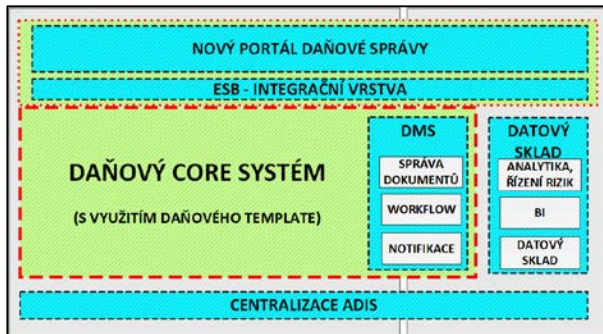 NOVÝ PORTÁL DAŇOVÉ SPRÁVY
ESB - INTEGRAČNÍ VRSTVA
DAŇOVÝ CORE SYSTÉM
(S VYUŽITÍM DAŇOVÉHO TEMPLATE)
DMS
SPRÁVA
DOKUMENTŮ
WORKFLOW
NOTIFIKACE
DATOVÝ
SKLAD
ANALYTIKA,
ŘÍZENÍ RIZIK
BI
DATOVÝ
SKLAD
CENTRALIZACE ADIS